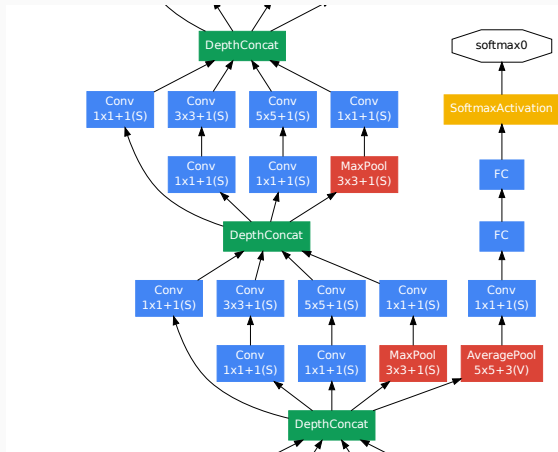 DepthConcat
softmax0
Conv
1x1+1(S)
Conv
3x3+1(S)
Conv
5x5+1(S)
Conv
1x1+1(S)
SoftmaxActivation
Conv
1x1+1(S)
Conv
1x1+1(S)
MaxPool
3x3+1(S)
FC
DepthConcat
FC
Conv
1x1+1(S)
Conv
3x3+1(S)
Conv
5x5+1(S)
Conv
1x1+1(S)
Conv
1x1+1(S)
Conv
1x1+1(S)
Conv
1x1+1(S)
MaxPool
3x3+1(S)
AveragePool
5x5+3(V)
DepthConcat